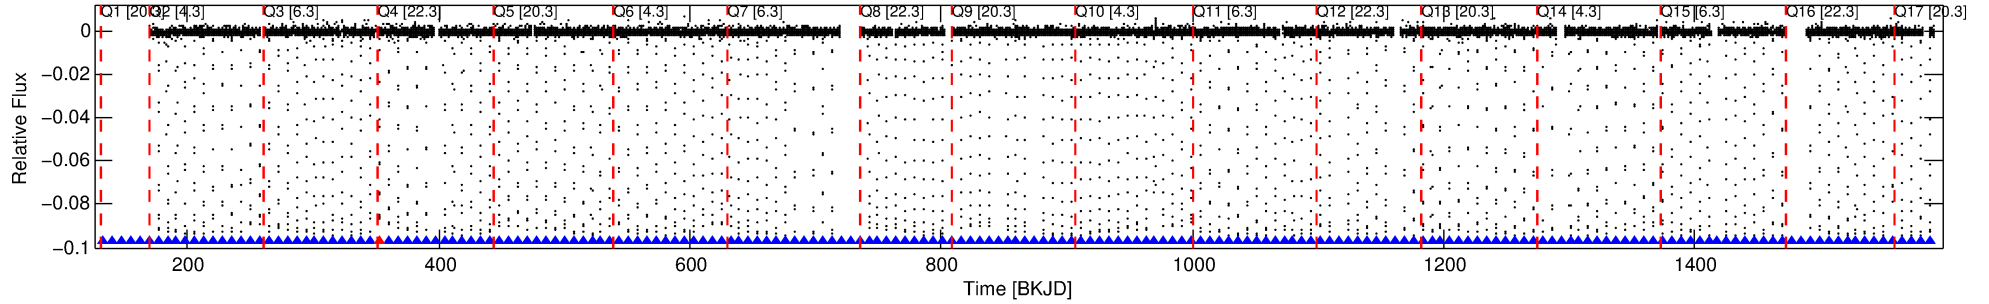 Q1 [20.3] Q2 [4.3] Q3 [6.3] Q4 [22.3] Q5 [20.3] Q6 [4.3] Q7 [6.3] Q8 [22.3] Q9 [20.3] Q10 [4.3] Q11 [6.3] Q12 [22.3] Q13 [20.3] Q14 [4.3] Q15 [6.3] Q16 [22.3] Q17 [20.3]
0
−0.02
−0.04
−0.06
−0.08
−0.1
Relative Flux
200 400 600 800 1000 1200 1400
Time [BKJD]